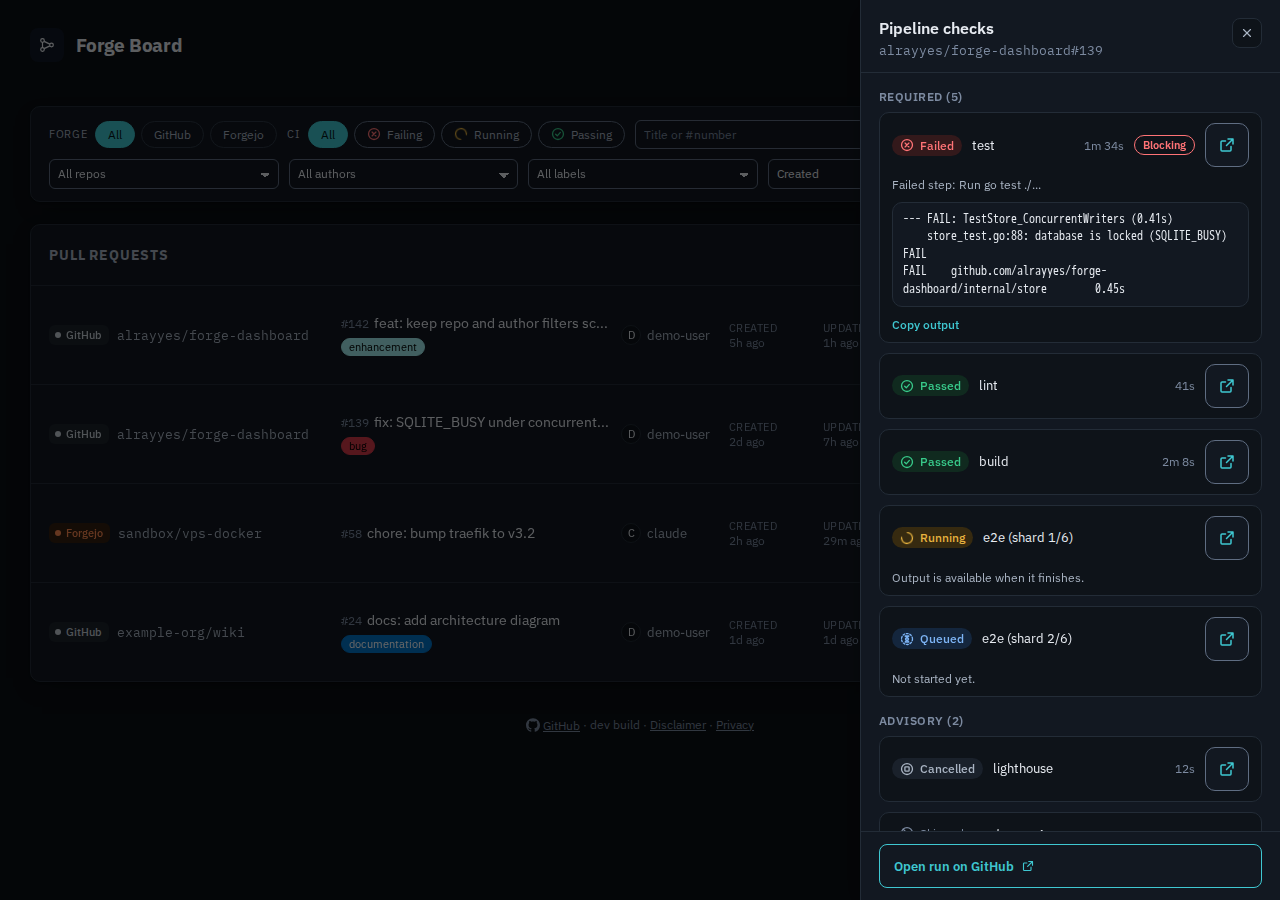 Forge Board
FORGE All GitHub Forgejo CI All Failing Running Passing Title or #number
All repos All authors All labels Created
PULL REQUESTS
GitHub alrayyes/forge-dashboard #142 feat: keep repo and author filters sc... D demo-user CREATED UPDAT
enhancement 5h ago 1h ago
GitHub alrayyes/forge-dashboard #139 fix: SQLITE_BUSY under concurrent... D demo-user CREATED UPDAT
bug 2d ago 7h ago
Forgejo sandbox/vps-docker #58 chore: bump traefik to v3.2 C claude CREATED UPDAT
2h ago 29m ag
GitHub example-org/wiki #24 docs: add architecture diagram D demo-user CREATED UPDAT
documentation 1d ago 1d ago
GitHub · dev build · Disclaimer · Privacy
Pipeline checks
alrayyes/forge-dashboard#139
REQUIRED (5)
Failed test 1m 34s Blocking
Failed step: Run go test ./...
--- FAIL: TestStore_ConcurrentWriters (0.41s)
store_test.go:88: database is locked (SQLITE_BUSY)
FAIL
FAIL github.com/alrayyes/forge-
dashboard/internal/store 0.45s
Copy output
Passed lint 41s
Passed build 2m 8s
Running e2e (shard 1/6)
Output is available when it finishes.
Queued e2e (shard 2/6)
Not started yet.
ADVISORY (2)
Cancelled lighthouse 12s
Open run on GitHub